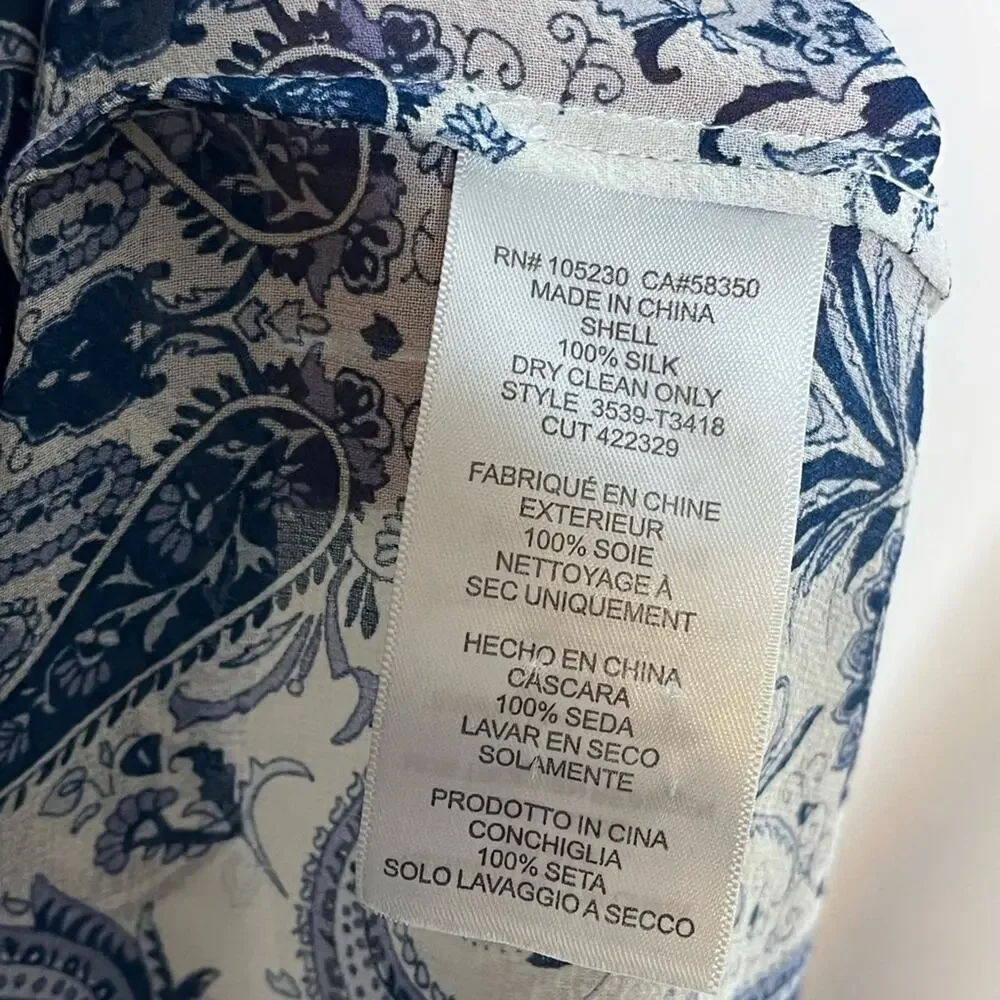 RN# 105230 CA#58350
MADE IN CHINA
SHELL
100% SILK
DRY CLEAN ONLY
STYLE 3539-T3418
CUT 422329
FABRIQUÉ EN CHINE
EXTERIEUR
100% SOIE
NETTOYAGE À
SEC UNIQUEMENT
HECHO EN CHINA
CÁSCARA
100% SEDA
LAVAR EN SECO
SOLAMENTE
PRODOTTO IN CINA
CONCHIGLIA
100% SETA
SOLO LAVAGGIO A SECCO